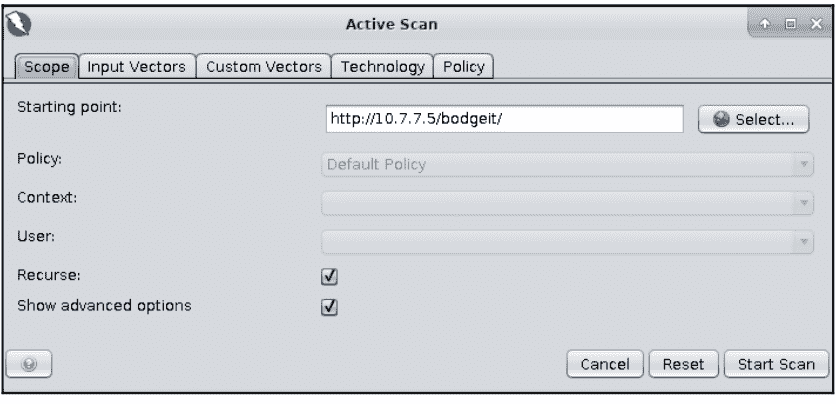 Active Scan
Scope Input Vectors Custom Vectors Technology Policy
Starting point: http://10.7.7.5/bodgeit/ Select...
Policy: Default Policy
Context:
User:
Recurse:
Show advanced options
Cancel Reset Start Scan